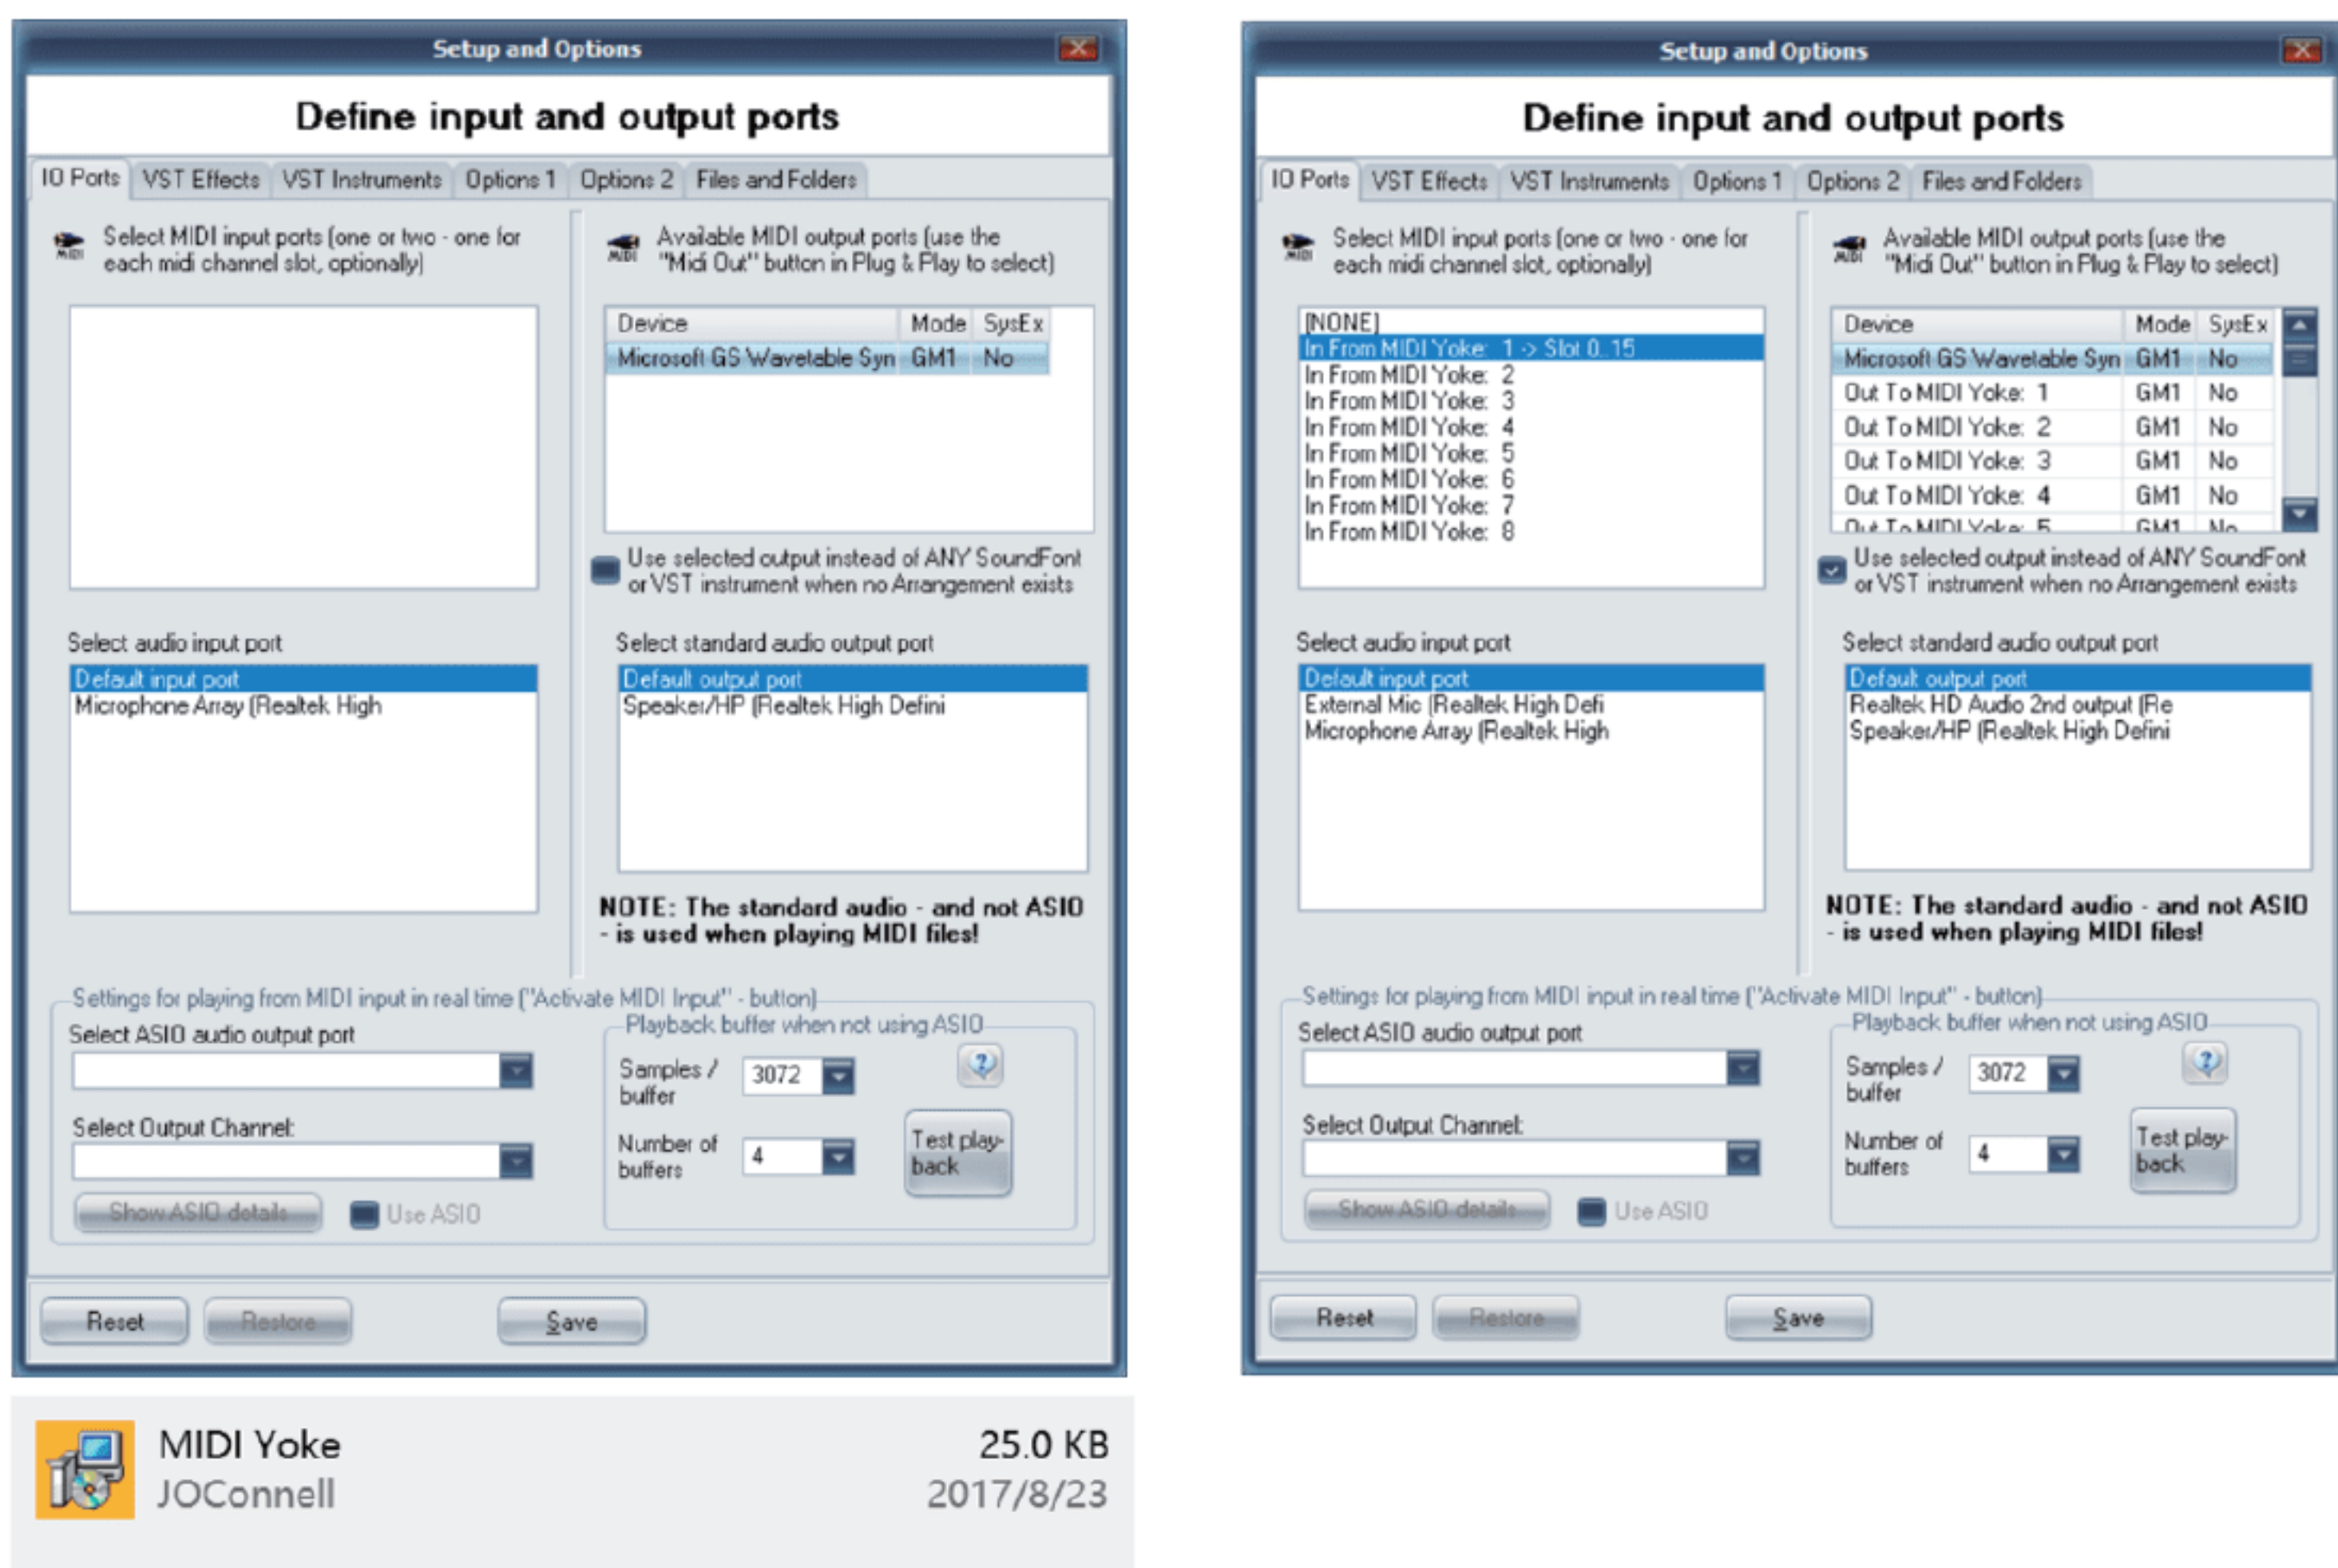 Setup and Options
Define input and output ports
IO Ports VST Effects VST Instruments Options 1 Options 2 Files and Folders
MIDI
Select MIDI input ports (one or two - one for
each midi channel slot, optionally)
MIDI
Available MIDI output ports (use the
"Midi Out" button in Plug & Play to select)
Device Mode SysEx
Microsoft GS Wavetable Syn GM1 No
Use selected output instead of ANY SoundFont
or VST instrument when no Arrangement exists
Select audio input port
Default input port
Microphone Array (Realtek High
Select standard audio output port
Default output port
Speaker/HP (Realtek High Defini
NOTE: The standard audio - and not ASIO
- is used when playing MIDI files!
Settings for playing from MIDI input in real time ("Activate MIDI Input" - button)
Select ASIO audio output port
Select Output Channel:
Show ASIO details Use ASIO
Playback buffer when not using ASIO
Samples /
buffer
3072
?
Number of
buffers
4
Test play-
back
Reset Restore Save
MIDI Yoke 25.0 KB
JOConnell 2017/8/23
Setup and Options
Define input and output ports
IO Ports VST Effects VST Instruments Options 1 Options 2 Files and Folders
MIDI
Select MIDI input ports (one or two - one for
each midi channel slot, optionally)
[NONE]
In From MIDI Yoke: 1 -> Slot 0..15
In From MIDI Yoke: 2
In From MIDI Yoke: 3
In From MIDI Yoke: 4
In From MIDI Yoke: 5
In From MIDI Yoke: 6
In From MIDI Yoke: 7
In From MIDI Yoke: 8
MIDI
Available MIDI output ports (use the
"Midi Out" button in Plug & Play to select)
Device Mode SysEx
Microsoft GS Wavetable Syn GM1 No
Out To MIDI Yoke: 1 GM1 No
Out To MIDI Yoke: 2 GM1 No
Out To MIDI Yoke: 3 GM1 No
Out To MIDI Yoke: 4 GM1 No
Out To MIDI Yoke: 5 GM1 No
Use selected output instead of ANY SoundFont
or VST instrument when no Arrangement exists
Select audio input port
Default input port
External Mic (Realtek High Defi
Microphone Array (Realtek High
Select standard audio output port
Default output port
Realtek HD Audio 2nd output (Re
Speaker/HP (Realtek High Defini
NOTE: The standard audio - and not ASIO
- is used when playing MIDI files!
Settings for playing from MIDI input in real time ("Activate MIDI Input" - button)
Select ASIO audio output port
Select Output Channel:
Show ASIO details Use ASIO
Playback buffer when not using ASIO
Samples /
buffer
3072
?
Number of
buffers
4
Test play-
back
Reset Restore Save